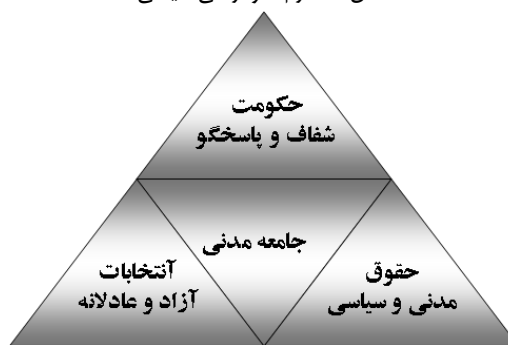 حکومت
شفاف و پاسخگو
جامعه مدنی
حقوق
مدنی و سیاسی
آنتخابات
آزاد و عادلانه